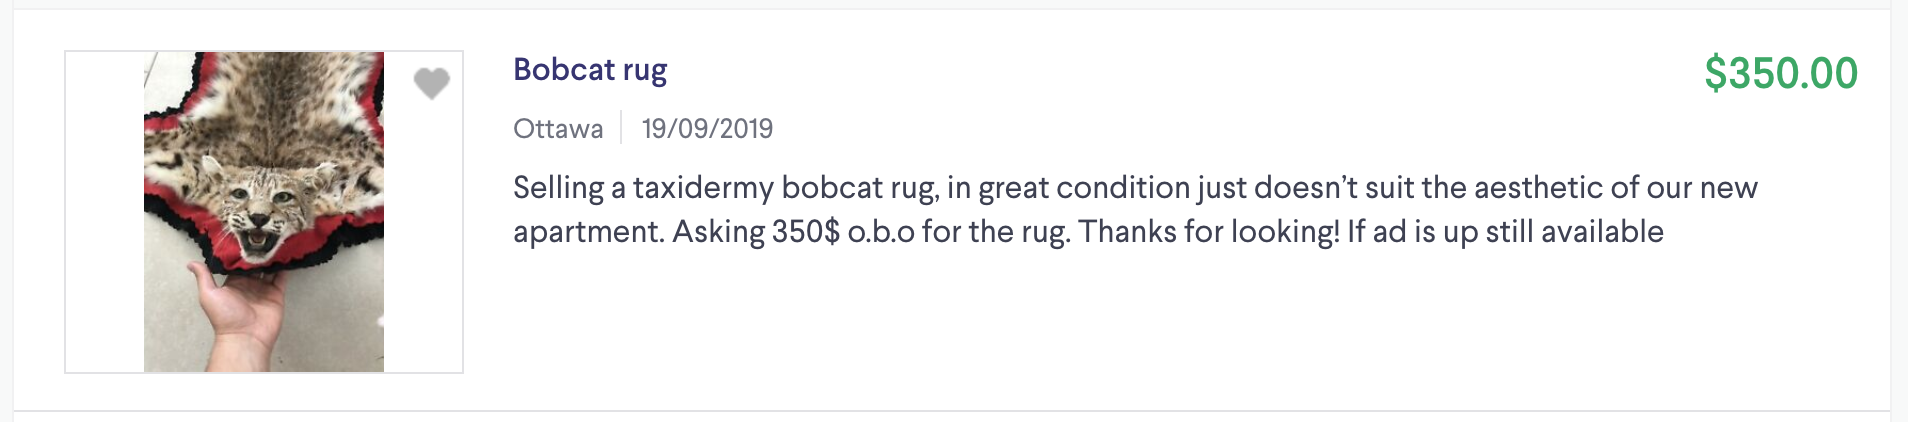 Bobcat rug
$350.00
Ottawa 19/09/2019
Selling a taxidermy bobcat rug, in great condition just doesn’t suit the aesthetic of our new
apartment. Asking 350$ o.b.o for the rug. Thanks for looking! If ad is up still available